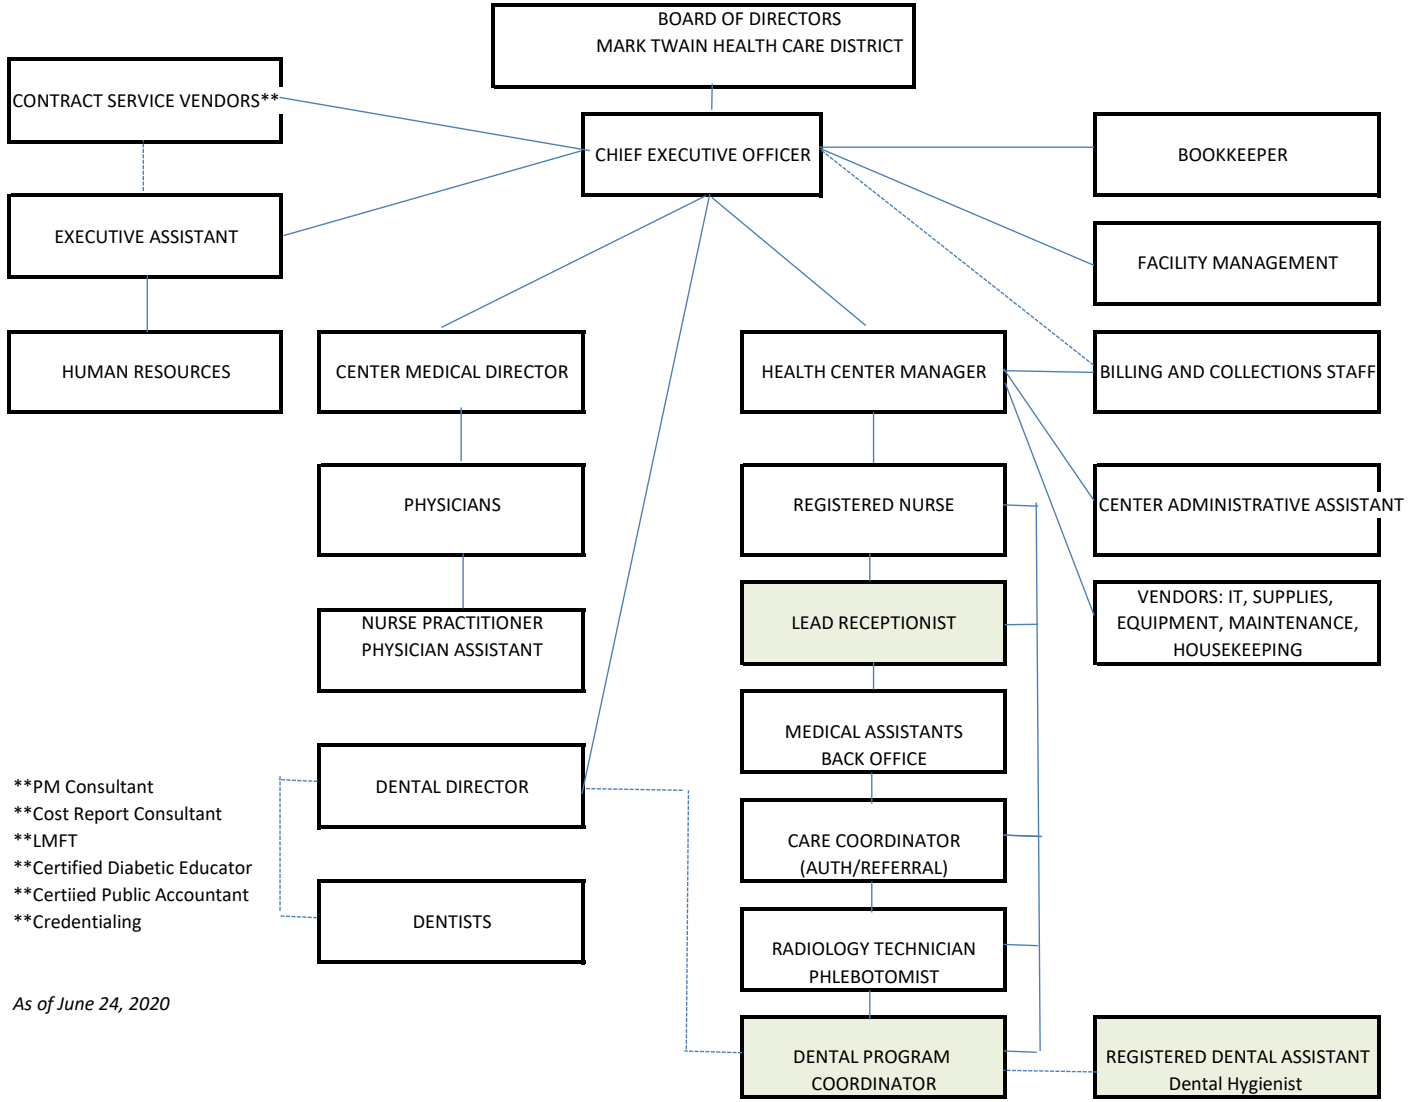 BOARD OF DIRECTORS
MARK TWAIN HEALTH CARE DISTRICT
CONTRACT SERVICE VENDORS**
CHIEF EXECUTIVE OFFICER
BOOKKEEPER
EXECUTIVE ASSISTANT
FACILITY MANAGEMENT
HUMAN RESOURCES
CENTER MEDICAL DIRECTOR
HEALTH CENTER MANAGER
BILLING AND COLLECTIONS STAFF
PHYSICIANS
REGISTERED NURSE
CENTER ADMINISTRATIVE ASSISTANT
NURSE PRACTITIONER
PHYSICIAN ASSISTANT
LEAD RECEPTIONIST
VENDORS: IT, SUPPLIES,
EQUIPMENT, MAINTENANCE,
HOUSEKEEPING
MEDICAL ASSISTANTS
BACK OFFICE
DENTAL DIRECTOR
**PM Consultant
**Cost Report Consultant
**LMFT
**Certified Diabetic Educator
**Certiied Public Accountant
**Credentialing
CARE COORDINATOR
(AUTH/REFERRAL)
DENTISTS
RADIOLOGY TECHNICIAN
PHLEBOTOMIST
As of June 24, 2020
DENTAL PROGRAM
COORDINATOR
REGISTERED DENTAL ASSISTANT
Dental Hygienist